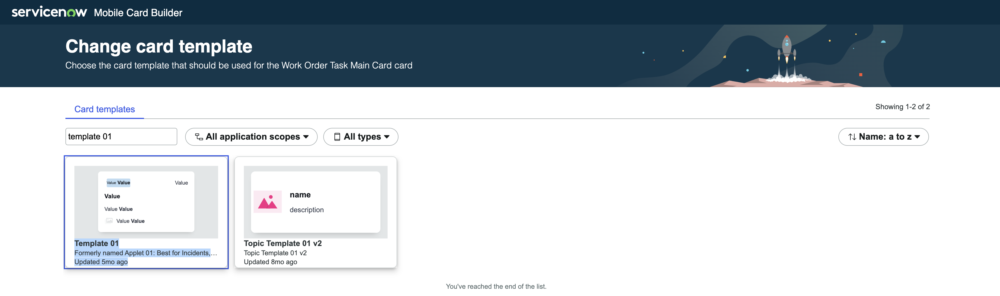 servicenow Mobile Card Builder
Change card template
Choose the card template that should be used for the Work Order Task Main Card card
Card templates
Showing 1-2 of 2
template 01
All application scopes
All types
Name: a to z
Value Value
Value
Value
Value Value
Value Value
Template 01
Formerly named Applet 01: Best for Incidents,…
Updated 5mo ago
name
description
Topic Template 01 v2
Topic Template 01 v2
Updated 8mo ago
You've reached the end of the list.